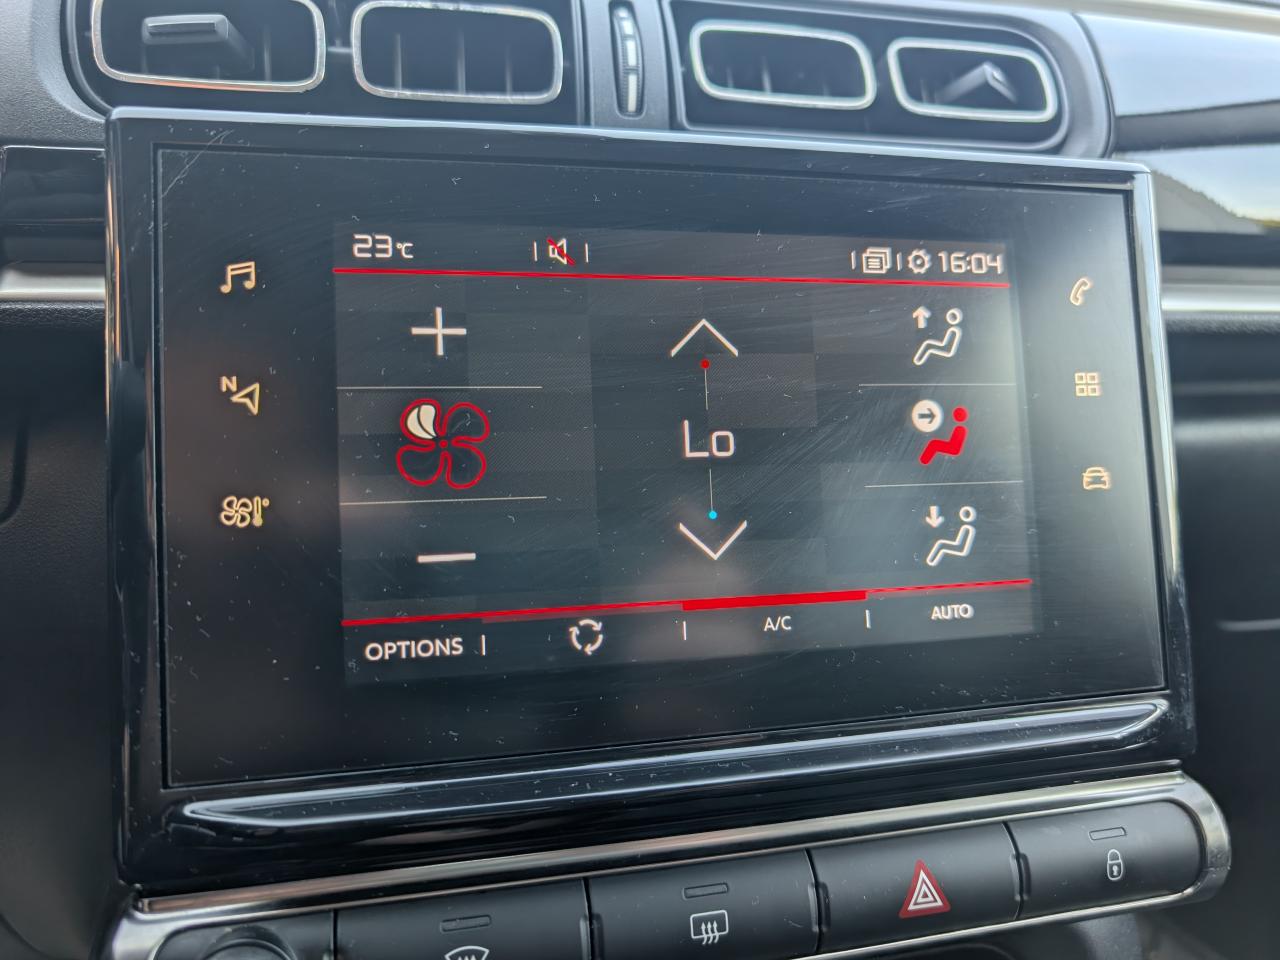 23°C 16:04
N
Lo
OPTIONS A/C AUTO